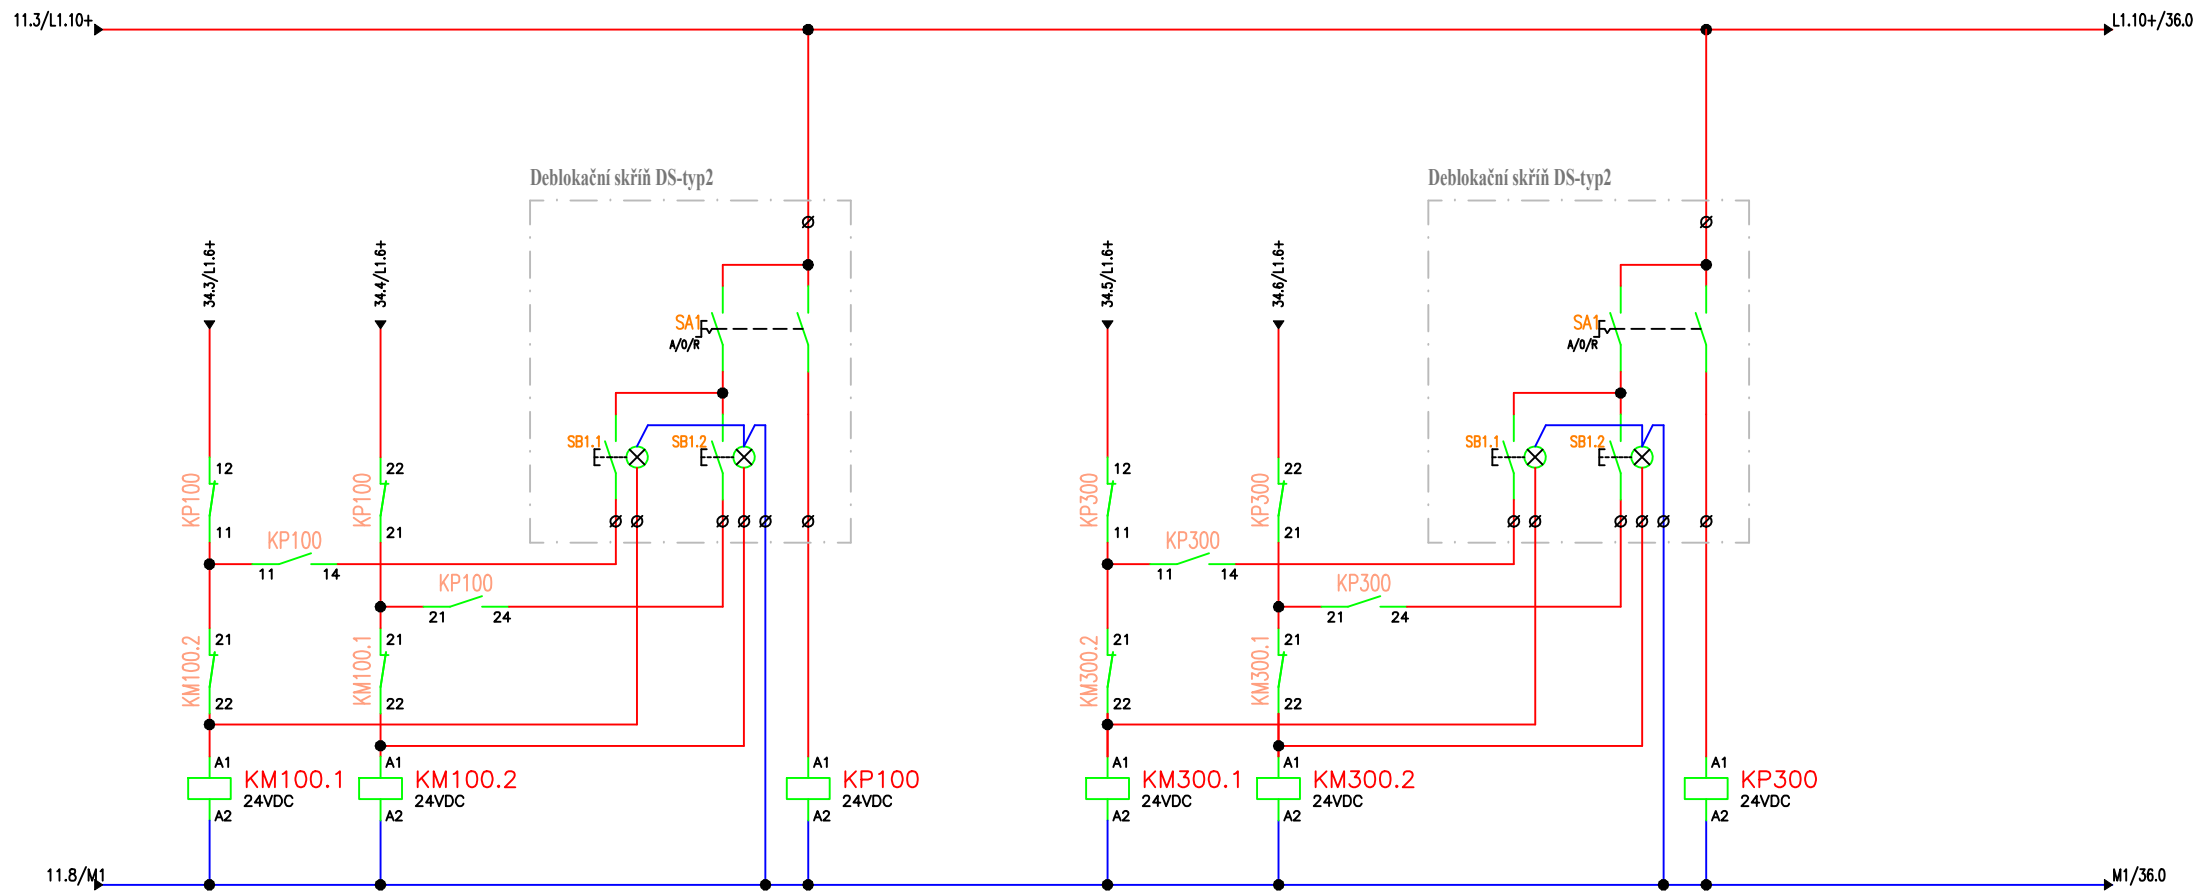 11.3/L1.10+
L1.10+/36.0
Deblokační skříň DS-typ2
Deblokační skříň DS-typ2
34.3/L1.6+
34.4/L1.6+
34.5/L1.6+
34.6/L1.6+
SA1
A/0/R
SA1
A/0/R
SB1.1
SB1.2
SB1.1
SB1.2
KP100
12
11
KP100
22
21
KP300
12
11
KP300
22
21
KP100
11
14
KP300
11
14
KP100
21
24
KP300
21
24
KM100.2
21
22
KM100.1
21
22
KM300.2
21
22
KM300.1
21
22
A1
KM100.1
24VDC
A2
A1
KM100.2
24VDC
A2
A1
KP100
24VDC
A2
A1
KM300.1
24VDC
A2
A1
KM300.2
24VDC
A2
A1
KP300
24VDC
A2
11.8/M1
M1/36.0